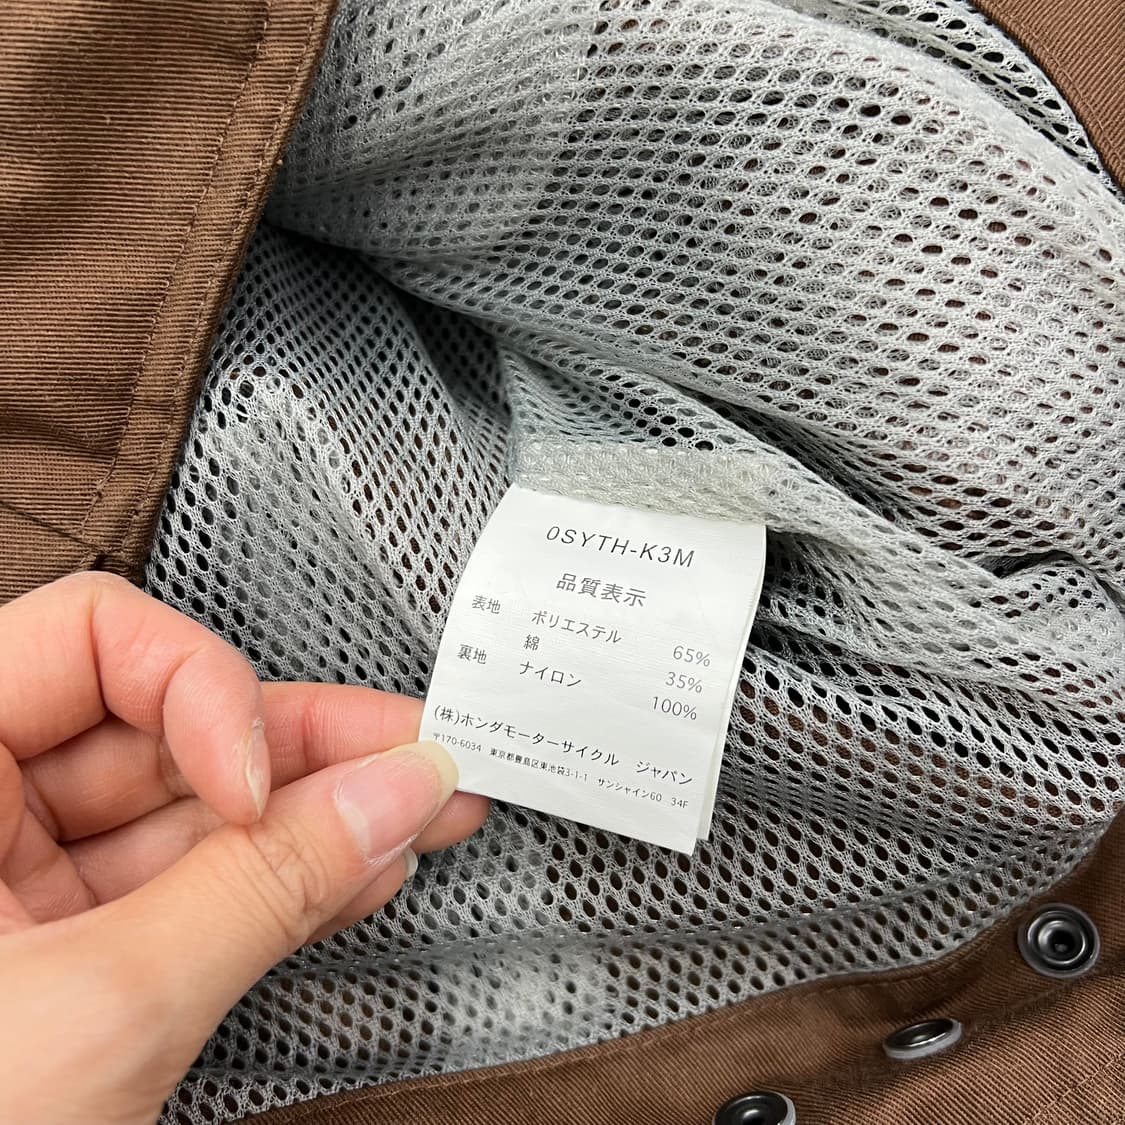 0SYTH-K3M
品質表示
表地 ポリエステル 65%
綿 35%
裏地 ナイロン 100%
(株)ホンダモーターサイクル ジャパン
〒170-6034 東京都豊島区東池袋3-1-1 サンシャイン60 34F